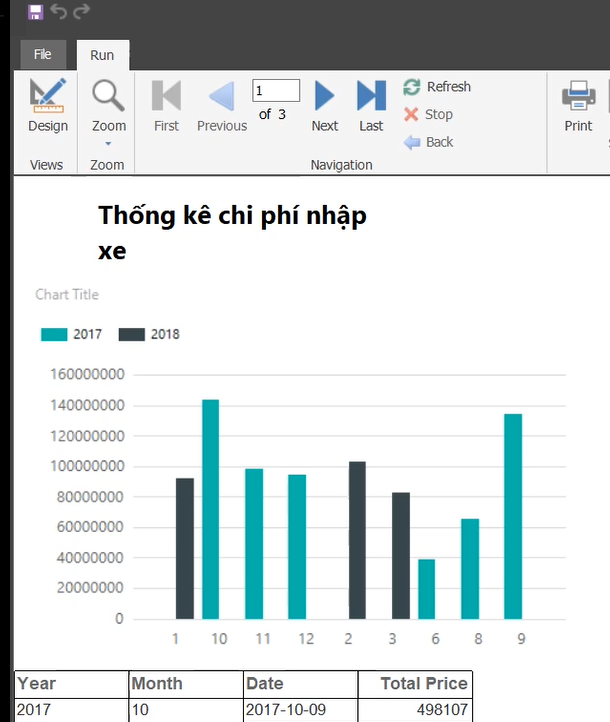 File Run
Design Zoom First Previous 1 of 3 Next Last Refresh Stop Back Print
Views Zoom Navigation
Thống kê chi phí nhập
xe
Chart Title
2017 2018
160000000
140000000
120000000
100000000
80000000
60000000
40000000
20000000
0
1 10 11 12 2 3 6 8 9
Year Month Date Total Price
2017 10 2017-10-09 498107